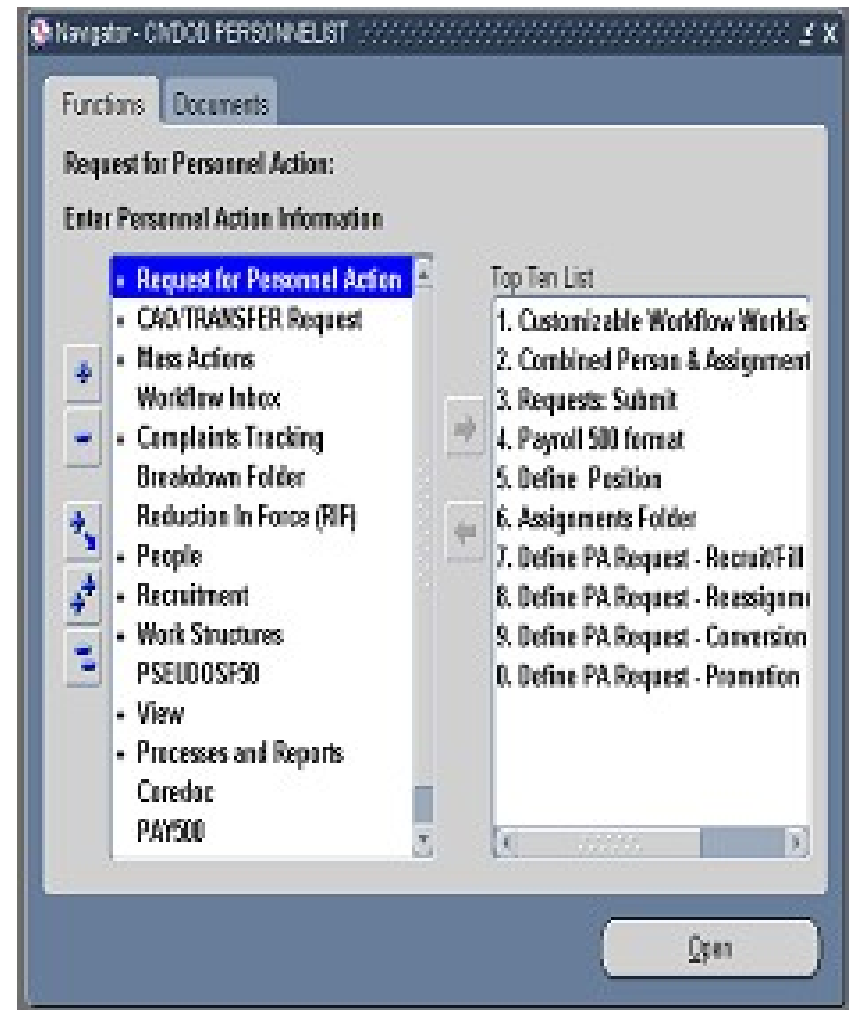 Navigator - CIVDOD PERSONNELIST
Functions
Documents
Request for Personnel Action:
Enter Personnel Action Information
Request for Personnel Action
CAO/TRANSFER Request
Mass Actions
Workflow Inbox
Complaints Tracking
Breakdown Folder
Reduction In Force (RIF)
People
Recruitment
Work Structures
PSEUDOSF50
View
Processes and Reports
Coredoc
PAY500
Top Ten List
1. Customizable Workflow Worklis
2. Combined Person & Assignment
3. Requests: Submit
4. Payroll 500 format
5. Define Position
6. Assignments Folder
7. Define PA Request - Recruit/Fill
8. Define PA Request - Reassignme
9. Define PA Request - Conversion
0. Define PA Request - Promotion
Open